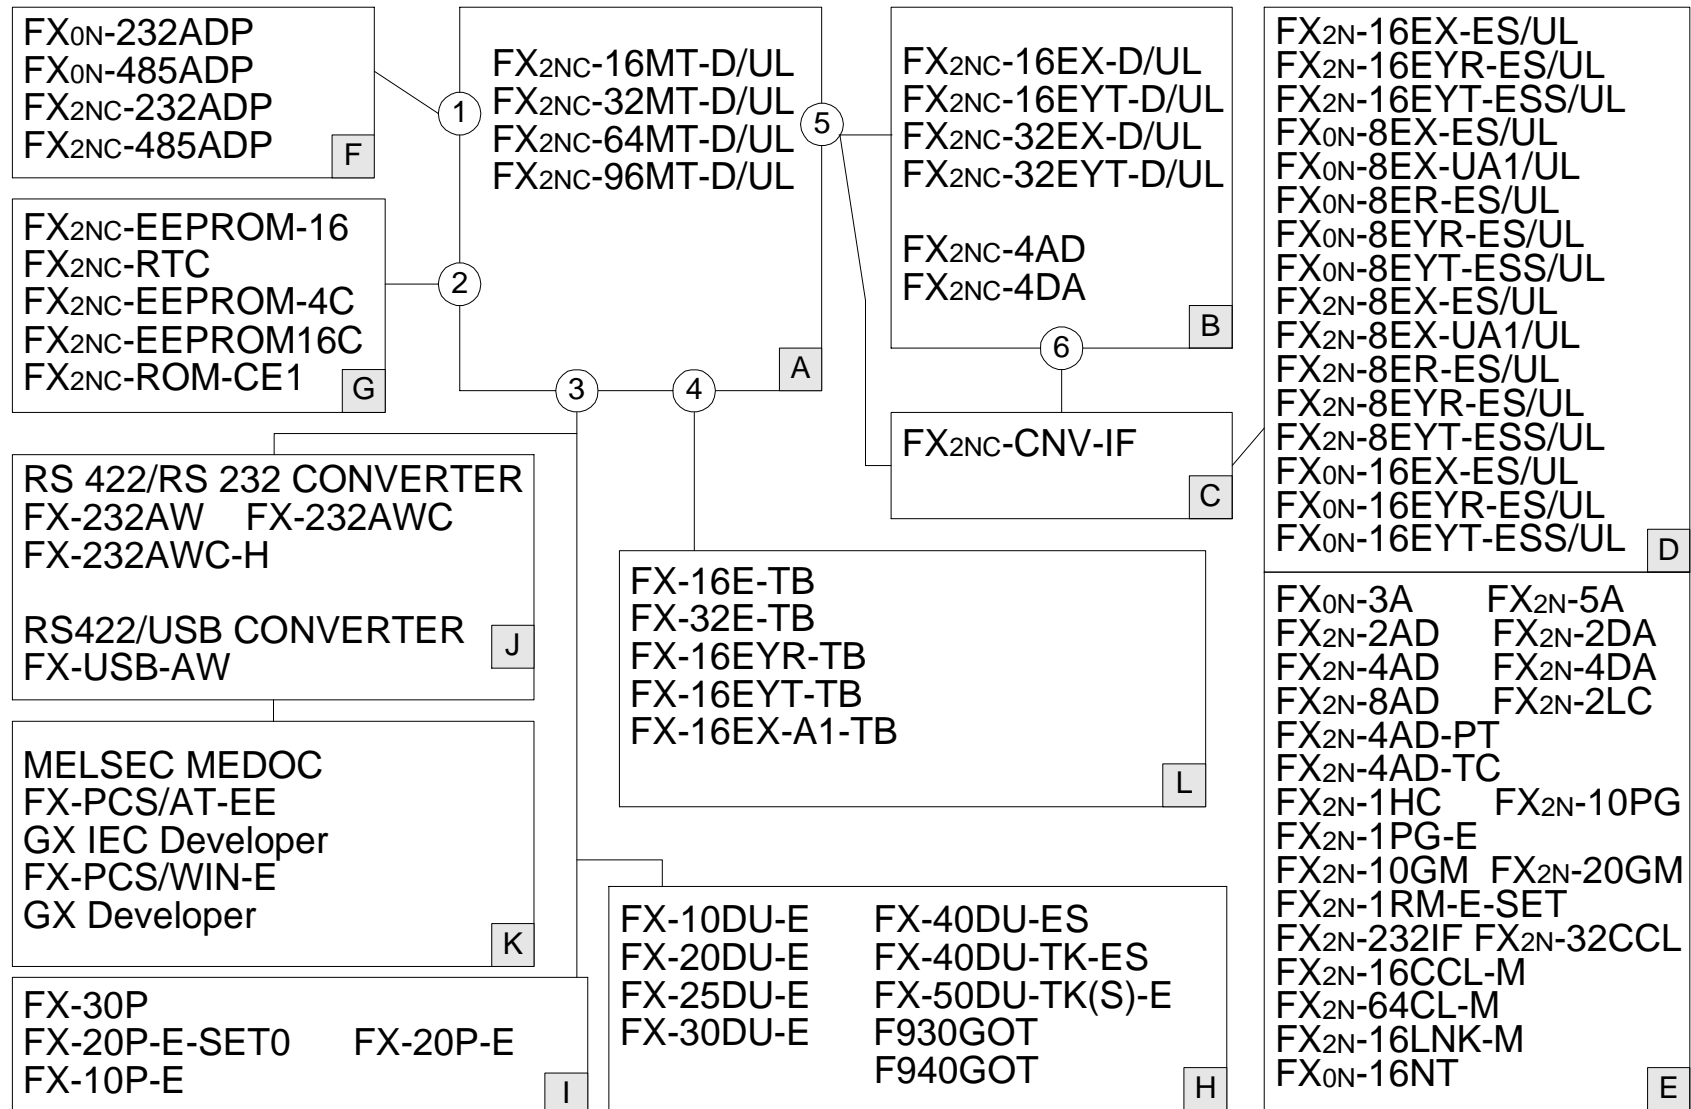 FX0N-232ADP
FX0N-485ADP
FX2NC-232ADP
FX2NC-485ADP
F
FX2NC-EEPROM-16
FX2NC-RTC
FX2NC-EEPROM-4C
FX2NC-EEPROM16C
FX2NC-ROM-CE1
G
1
2
3
4
FX2NC-16MT-D/UL
FX2NC-32MT-D/UL
FX2NC-64MT-D/UL
FX2NC-96MT-D/UL
A
5
FX2NC-16EX-D/UL
FX2NC-16EYT-D/UL
FX2NC-32EX-D/UL
FX2NC-32EYT-D/UL
FX2NC-4AD
FX2NC-4DA
B
6
FX2NC-CNV-IF
C
FX2N-16EX-ES/UL
FX2N-16EYR-ES/UL
FX2N-16EYT-ESS/UL
FX0N-8EX-ES/UL
FX0N-8EX-UA1/UL
FX0N-8ER-ES/UL
FX0N-8EYR-ES/UL
FX0N-8EYT-ESS/UL
FX2N-8EX-ES/UL
FX2N-8EX-UA1/UL
FX2N-8ER-ES/UL
FX2N-8EYR-ES/UL
FX2N-8EYT-ESS/UL
FX0N-16EX-ES/UL
FX0N-16EYR-ES/UL
FX0N-16EYT-ESS/UL
D
FX0N-3A FX2N-5A
FX2N-2AD FX2N-2DA
FX2N-4AD FX2N-4DA
FX2N-8AD FX2N-2LC
FX2N-4AD-PT
FX2N-4AD-TC
FX2N-1HC FX2N-10PG
FX2N-1PG-E
FX2N-10GM FX2N-20GM
FX2N-1RM-E-SET
FX2N-232IF FX2N-32CCL
FX2N-16CCL-M
FX2N-64CL-M
FX2N-16LNK-M
FX0N-16NT
E
RS 422/RS 232 CONVERTER
FX-232AW FX-232AWC
FX-232AWC-H
RS422/USB CONVERTER
FX-USB-AW
J
MELSEC MEDOC
FX-PCS/AT-EE
GX IEC Developer
FX-PCS/WIN-E
GX Developer
K
FX-30P
FX-20P-E-SET0 FX-20P-E
FX-10P-E
I
FX-16E-TB
FX-32E-TB
FX-16EYR-TB
FX-16EYT-TB
FX-16EX-A1-TB
L
FX-10DU-E FX-40DU-ES
FX-20DU-E FX-40DU-TK-ES
FX-25DU-E FX-50DU-TK(S)-E
FX-30DU-E F930GOT
F940GOT
H